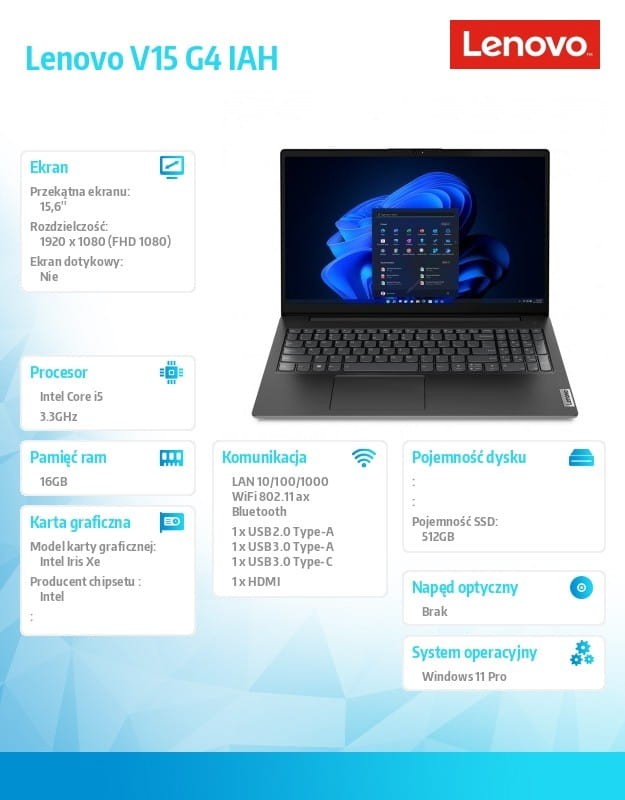 Lenovo V15 G4 IAH
Lenovo
Ekran
Przekątna ekranu:
15,6"
Rozdzielczość:
1920 x 1080 (FHD 1080)
Ekran dotykowy:
Nie
Procesor
Intel Core i5
3.3GHz
Pamięć ram
16GB
Karta graficzna
Model karty graficznej:
Intel Iris Xe
Producent chipsetu :
Intel
:
Komunikacja
LAN 10/100/1000
WiFi 802.11 ax
Bluetooth
1 x USB 2.0 Type-A
1 x USB 3.0 Type-A
1 x USB 3.0 Type-C
1 x HDMI
Pojemność dysku
:
:
Pojemność SSD:
512GB
Napęd optyczny
Brak
System operacyjny
Windows 11 Pro